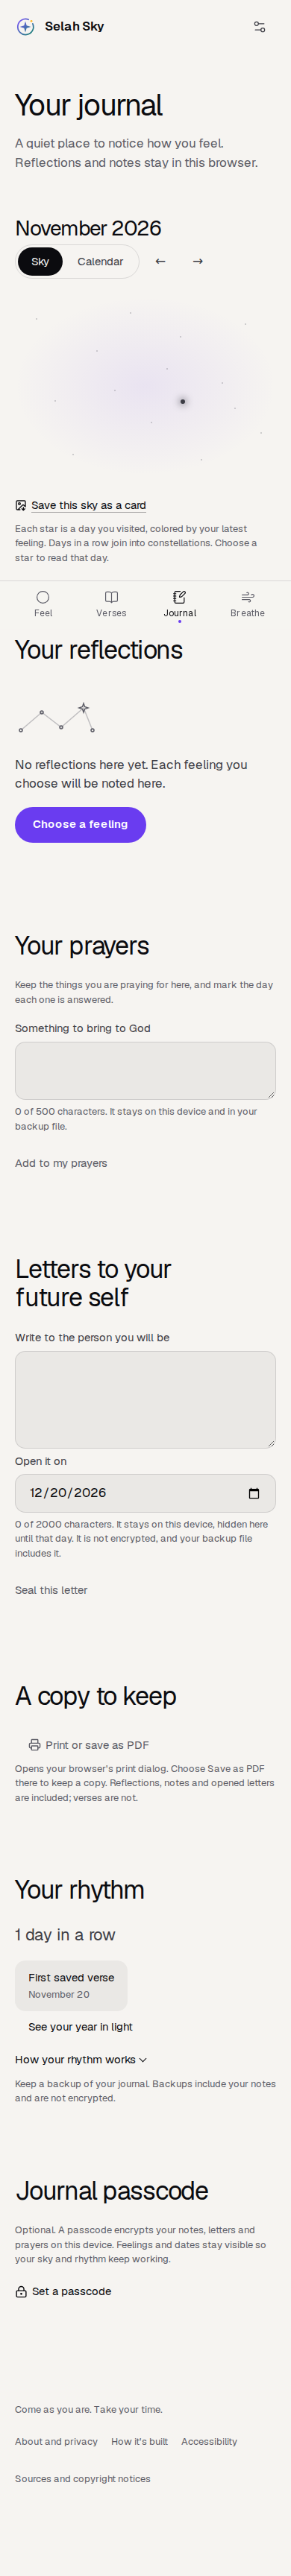 Selah Sky
Your journal
A quiet place to notice how you feel.
Reflections and notes stay in this browser.
November 2026
Sky
Calendar
Save this sky as a card
Each star is a day you visited, colored by your latest
feeling. Days in a row join into constellations. Choose a
star to read that day.
Feel
Verses
Journal
Breathe
Your reflections
No reflections here yet. Each feeling you
choose will be noted here.
Choose a feeling
Your prayers
Keep the things you are praying for here, and mark the day
each one is answered.
Something to bring to God
0 of 500 characters. It stays on this device and in your
backup file.
Add to my prayers
Letters to your
future self
Write to the person you will be
Open it on
12/20/2026
0 of 2000 characters. It stays on this device, hidden here
until that day. It is not encrypted, and your backup file
includes it.
Seal this letter
A copy to keep
Print or save as PDF
Opens your browser's print dialog. Choose Save as PDF
there to keep a copy. Reflections, notes and opened letters
are included; verses are not.
Your rhythm
1 day in a row
First saved verse
November 20
See your year in light
How your rhythm works
Keep a backup of your journal. Backups include your notes
and are not encrypted.
Journal passcode
Optional. A passcode encrypts your notes, letters and
prayers on this device. Feelings and dates stay visible so
your sky and rhythm keep working.
Set a passcode
Come as you are. Take your time.
About and privacy
How it's built
Accessibility
Sources and copyright notices